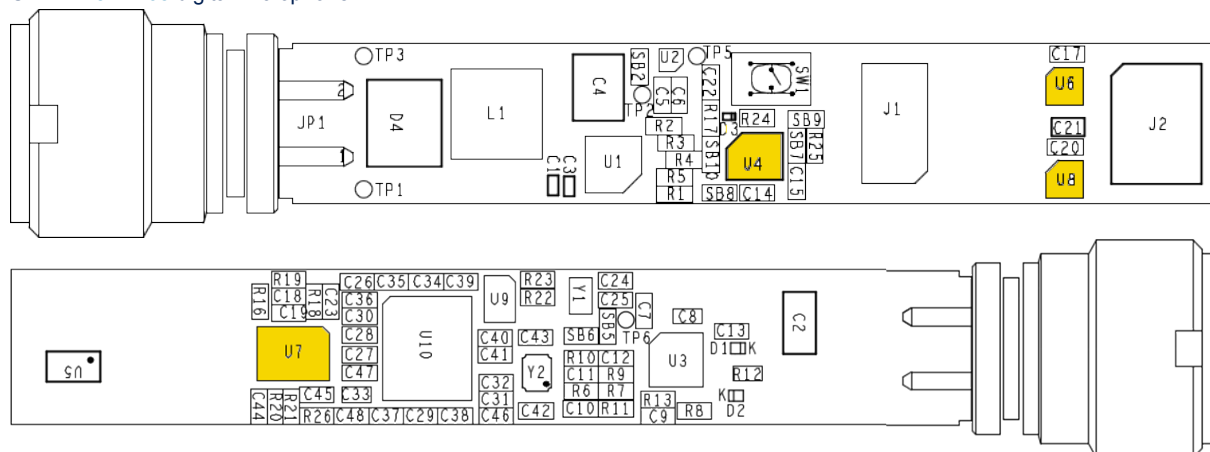 TP3
SB2
U2
TP5
C17
SW1
U6
D4
L1
C4
C22
C5
C6
TP2
J1
J2
2
JP1
R2
R17
R24
SB9
C21
R3
SB10
U4
SB7
R25
C20
1
U1
R4
C1
C3
R5
C15
U8
TP1
R1
SB8
C14
R19
C26
C35
C34
C39
R23
C24
R16
C18
R18
C23
C36
U9
R22
Y1
C25
C7
C19
C30
SB5
C8
C2
U7
C28
U10
C40
C43
SB6
TP6
C13
C27
C41
R10
C12
U3
D1
K
U5
C47
Y2
C11
R9
R12
C32
R6
R7
C45
C33
C31
K
C44
R20
R21
R26
C48
C37
C29
C38
C46
C42
C10
R11
R13
C9
R8
D2